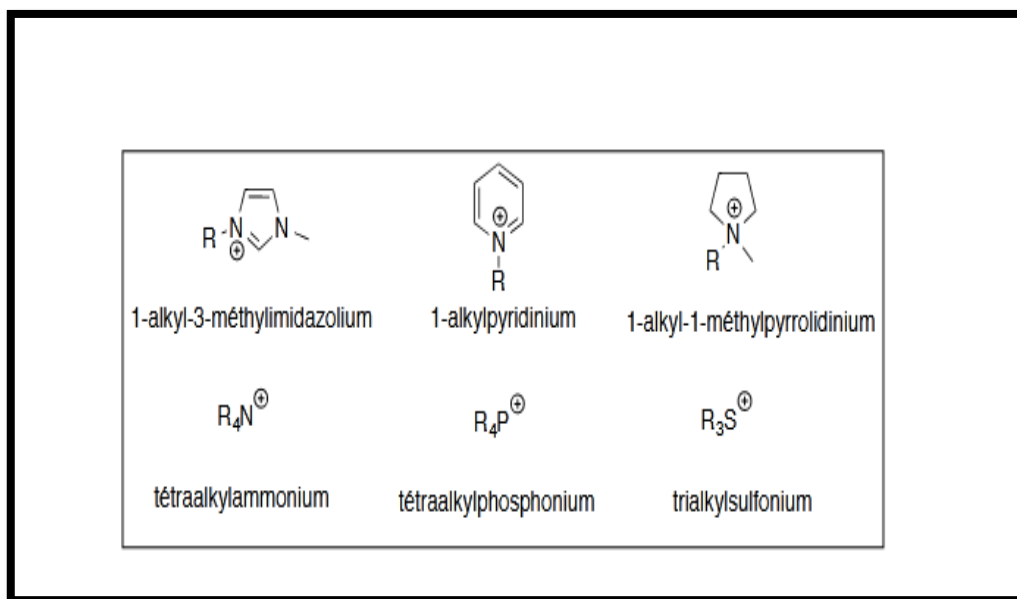 R N N
N R
N R
1-alkyl-3-méthylimidazolium 1-alkylpyridinium 1-alkyl-1-méthylpyrrolidinium
R₄N⊕ R₄P⊕ R₃S⊕
tétraalkylammonium tétraalkylphosphonium trialkylsulfonium